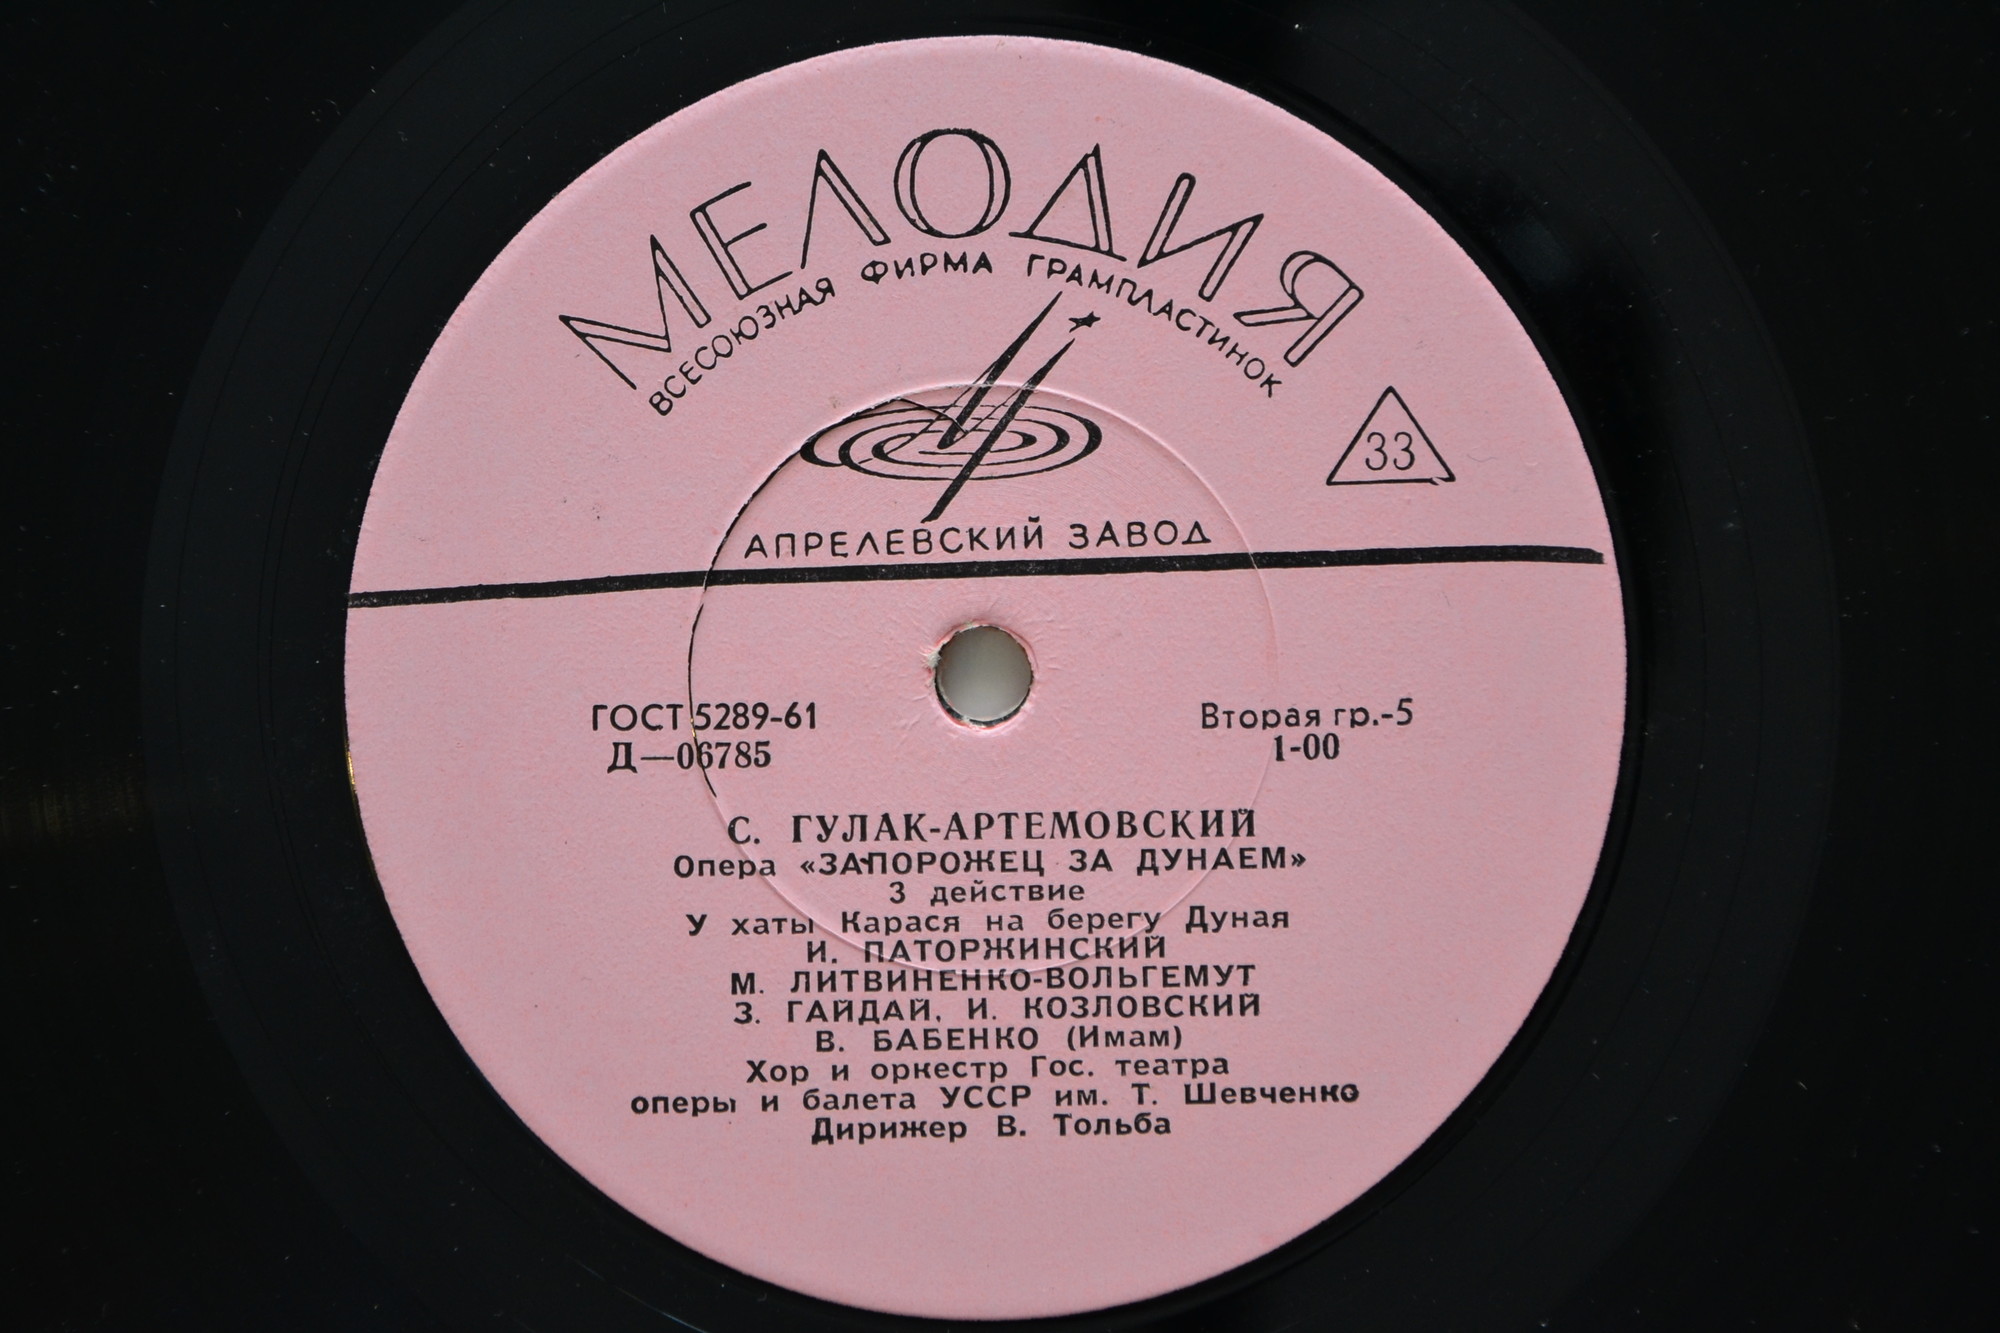 МЕЛОДИЯ
ВСЕСОЮЗНАЯ ФИРМА ГРАМПЛАСТИНОК
33
АПРЕЛЕВСКИЙ ЗАВОД
ГОСТ 5289-61
Д—06785
Вторая гр.-5
1-00
С. ГУЛАК-АРТЕМОВСКИЙ
Опера «ЗАПОРОЖЕЦ ЗА ДУНАЕМ»
3 действие
У хаты Карася на берегу Дуная
И. ПАТОРЖИНСКИЙ
М. ЛИТВИНЕНКО-ВОЛЬГЕМУТ
З. ГАЙДАЙ, И. КОЗЛОВСКИЙ
В. БАБЕНКО (Имам)
Хор и оркестр Гос. театра
оперы и балета УССР им. Т. Шевченко
Дирижер В. Тольба